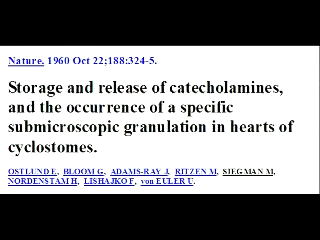 Nature, 1960 Oct 22;188:324-5.
Storage and release of catecholamines,
and the occurrence of a specific
submicroscopic granulation in hearts of
cyclostomes.
OSTLUND E, BLOOM G, ADAMS-RAY J, RITZEN M, SIEGMAN M,
NORDENSTAM H, LISHAJKO F, von EULER U.